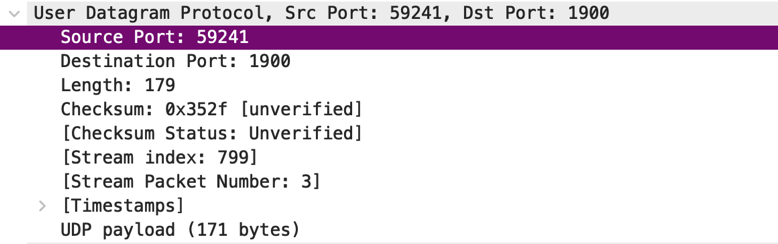 User Datagram Protocol, Src Port: 59241, Dst Port: 1900
Source Port: 59241
Destination Port: 1900
Length: 179
Checksum: 0x352f [unverified]
[Checksum Status: Unverified]
[Stream index: 799]
[Stream Packet Number: 3]
[Timestamps]
UDP payload (171 bytes)